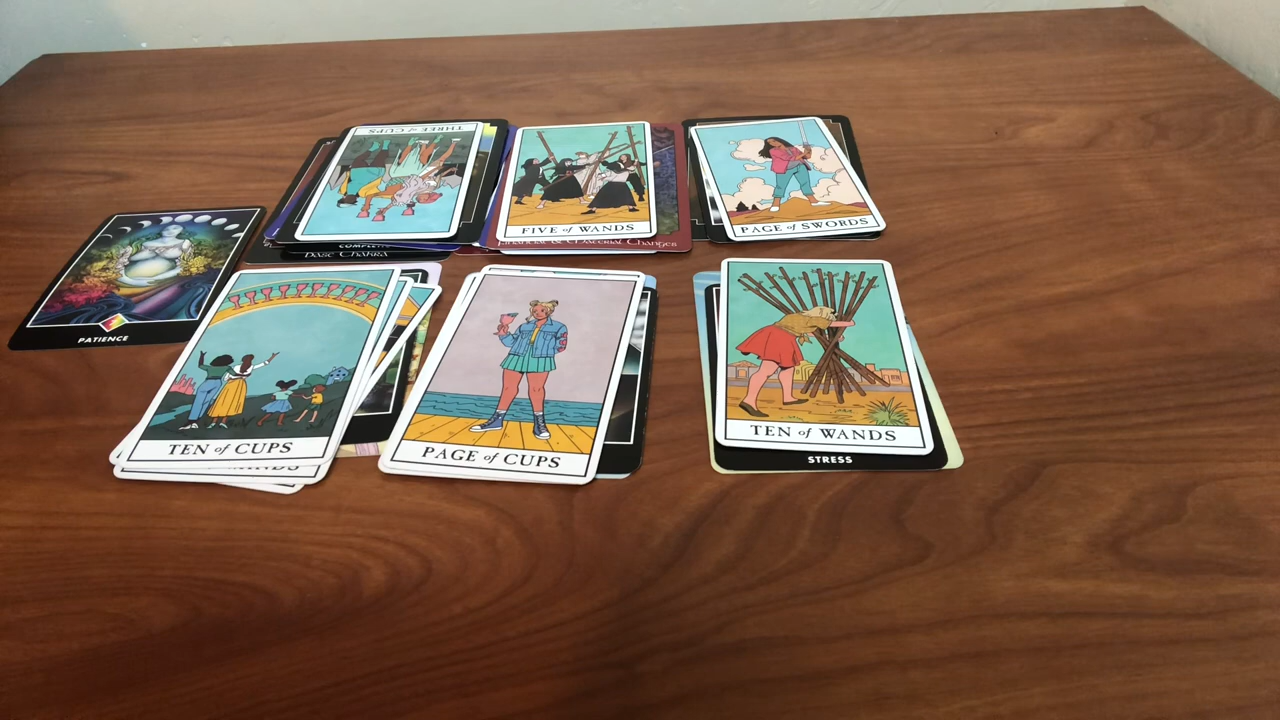 THREE of CUPS
FIVE of WANDS
PAGE of SWORDS
Financial & Material Changes
Base Chakra
PATIENCE
TEN of CUPS
PAGE of CUPS
TEN of WANDS
STRESS